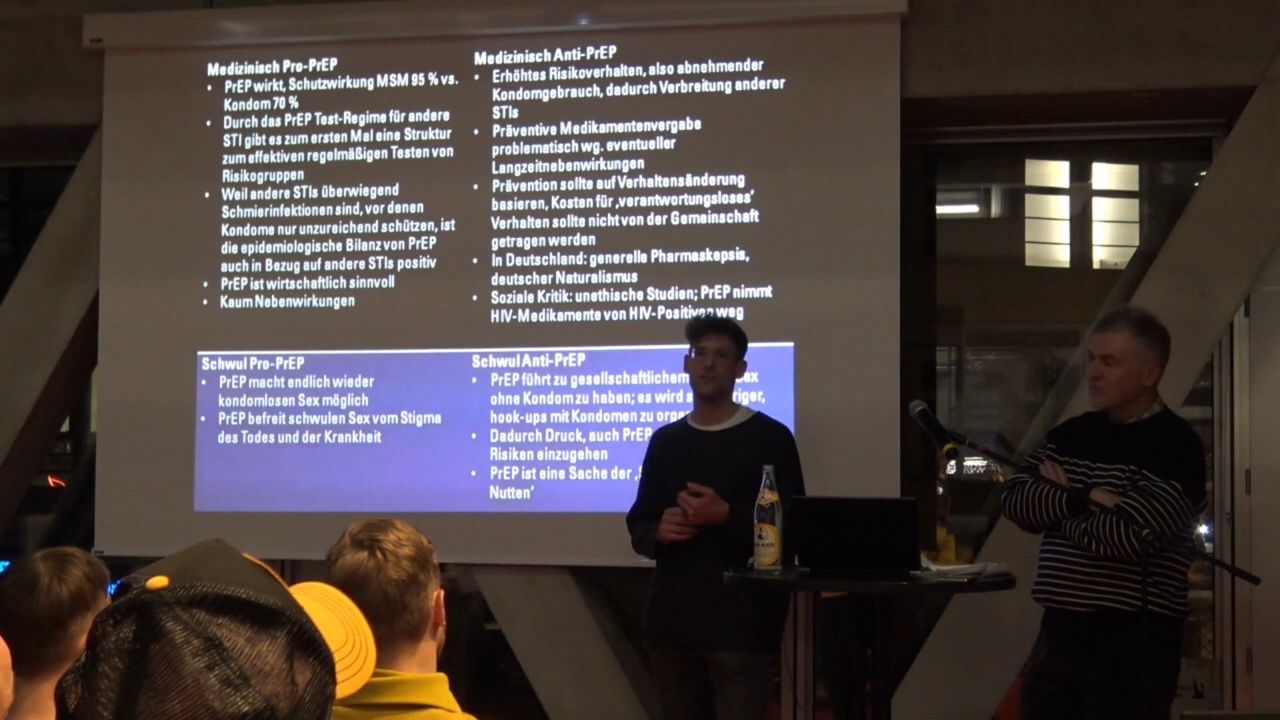 Medizinisch Pro-PrEP
• PrEP wirkt, Schutzwirkung MSM 95 % vs.
Kondom 70 %
• Durch das PrEP Test-Regime für andere
STI gibt es zum ersten Mal eine Struktur
zum effektiven regelmäßigen Testen von
Risikogruppen
• Weil andere STIs überwiegend
Schmierinfektionen sind, vor denen
Kondome nur unzureichend schützen, ist
die epidemiologische Bilanz von PrEP
auch in Bezug auf andere STIs positiv
• PrEP ist wirtschaftlich sinnvoll
• Kaum Nebenwirkungen
Medizinisch Anti-PrEP
• Erhöhtes Risikoverhalten, also abnehmender
Kondomgebrauch, dadurch Verbreitung anderer
STIs
• Präventive Medikamentenvergabe
problematisch wg. eventueller
Langzeitnebenwirkungen
• Prävention sollte auf Verhaltensänderung
basieren, Kosten für ‚verantwortungsloses‘
Verhalten sollte nicht von der Gemeinschaft
getragen werden
• In Deutschland: generelle Pharmaskepsis,
deutscher Naturalismus
• Soziale Kritik: unethische Studien; PrEP nimmt
HIV-Medikamente von HIV-Positiven weg
Schwul Pro-PrEP
• PrEP macht endlich wieder
kondomlosen Sex möglich
• PrEP befreit schwulen Sex vom Stigma
des Todes und der Krankheit
Schwul Anti-PrEP
• PrEP führt zu gesellschaftlichem
ohne Kondom zu haben; es wird
hook-ups mit Kondomen zu
• Dadurch Druck, auch PrEP
Risiken einzugehen
• PrEP ist eine Sache der
Nutten‘